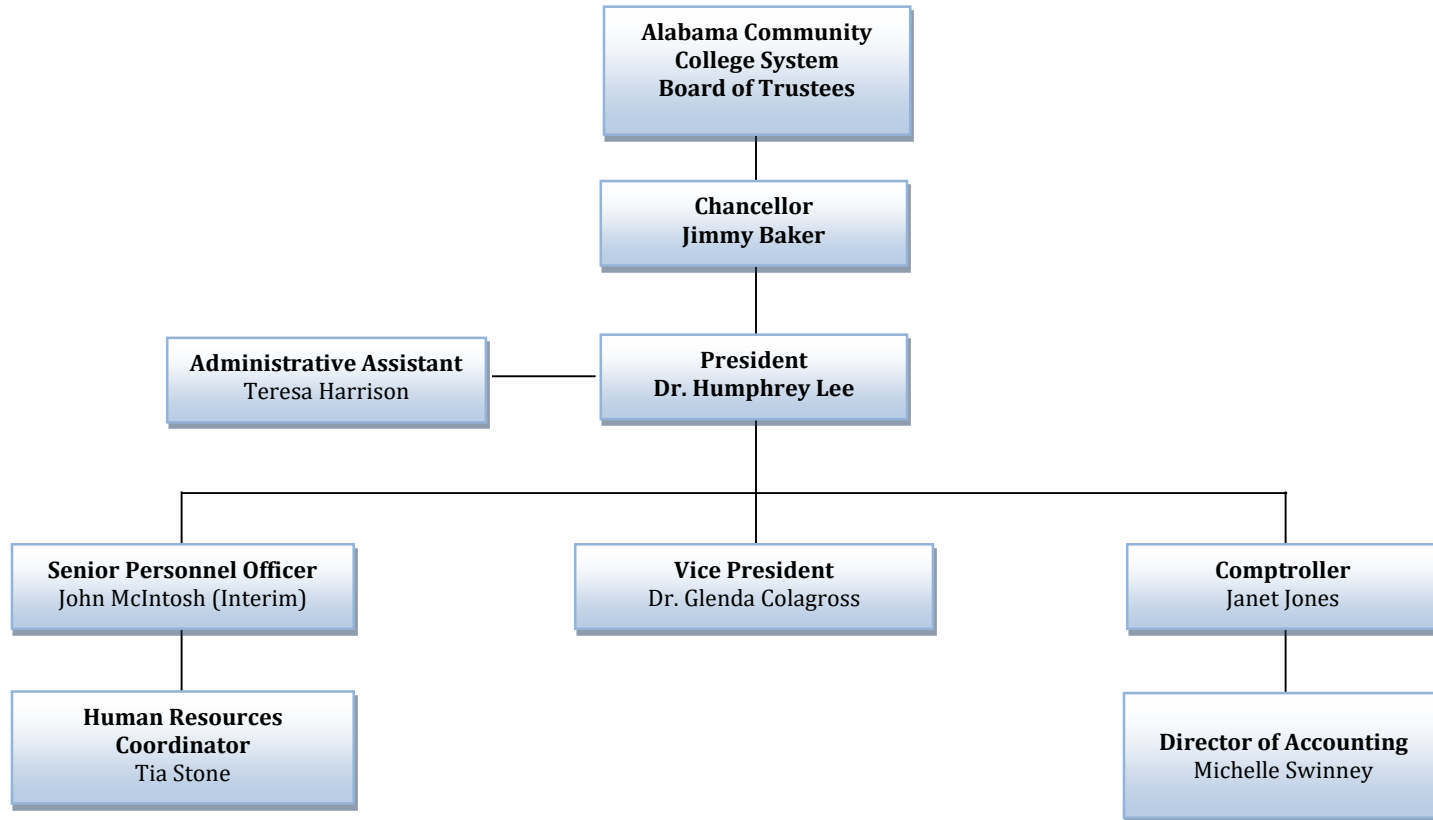 Alabama Community
College System
Board of Trustees
Chancellor
Jimmy Baker
Administrative Assistant
Teresa Harrison
President
Dr. Humphrey Lee
Senior Personnel Officer
John McIntosh (Interim)
Vice President
Dr. Glenda Colagross
Comptroller
Janet Jones
Human Resources
Coordinator
Tia Stone
Director of Accounting
Michelle Swinney